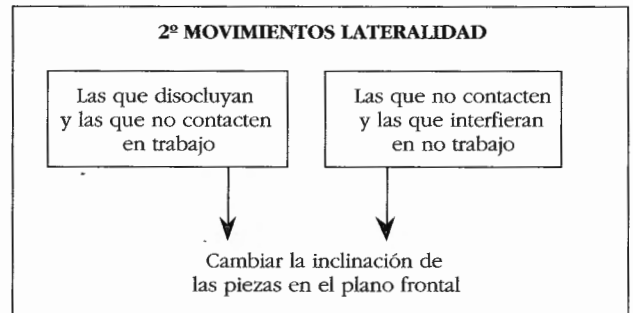 2º MOVIMIENTOS LATERALIDAD
Las que disocluyan
y las que no contacten
en trabajo
Las que no contacten
y las que interfieran
en no trabajo
Cambiar la inclinación de
las piezas en el plano frontal